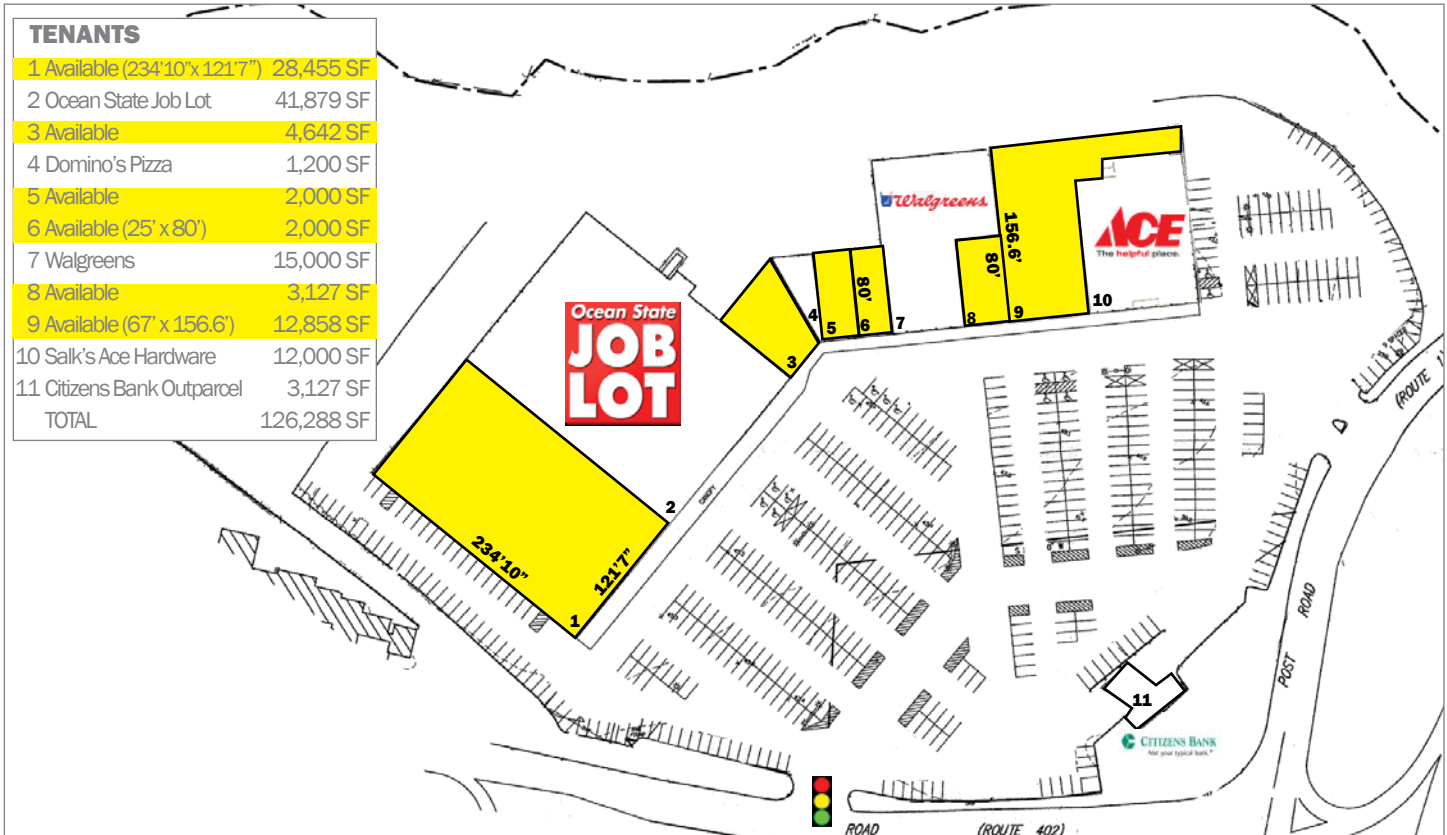 TENANTS
1 Available (234'10"x 121'7") 28,455 SF
2 Ocean State Job Lot 41,879 SF
3 Available 4,642 SF
4 Domino's Pizza 1,200 SF
5 Available 2,000 SF
6 Available (25' x 80') 2,000 SF
7 Walgreens 15,000 SF
8 Available 3,127 SF
9 Available (67' x 156.6') 12,858 SF
10 Salk's Ace Hardware 12,000 SF
11 Citizens Bank Outparcel 3,127 SF
TOTAL 126,288 SF
Walgreens
ACE
The helpful place.
156.6'
80'
80'
4
5
6
7
8
9
10
3
Ocean State
JOB
LOT
2
CANOPY
234'10"
121'7"
1
(ROUTE 1
POST ROAD
11
CITIZENS BANK
Not your typical bank.®
ROAD (ROUTE 402)